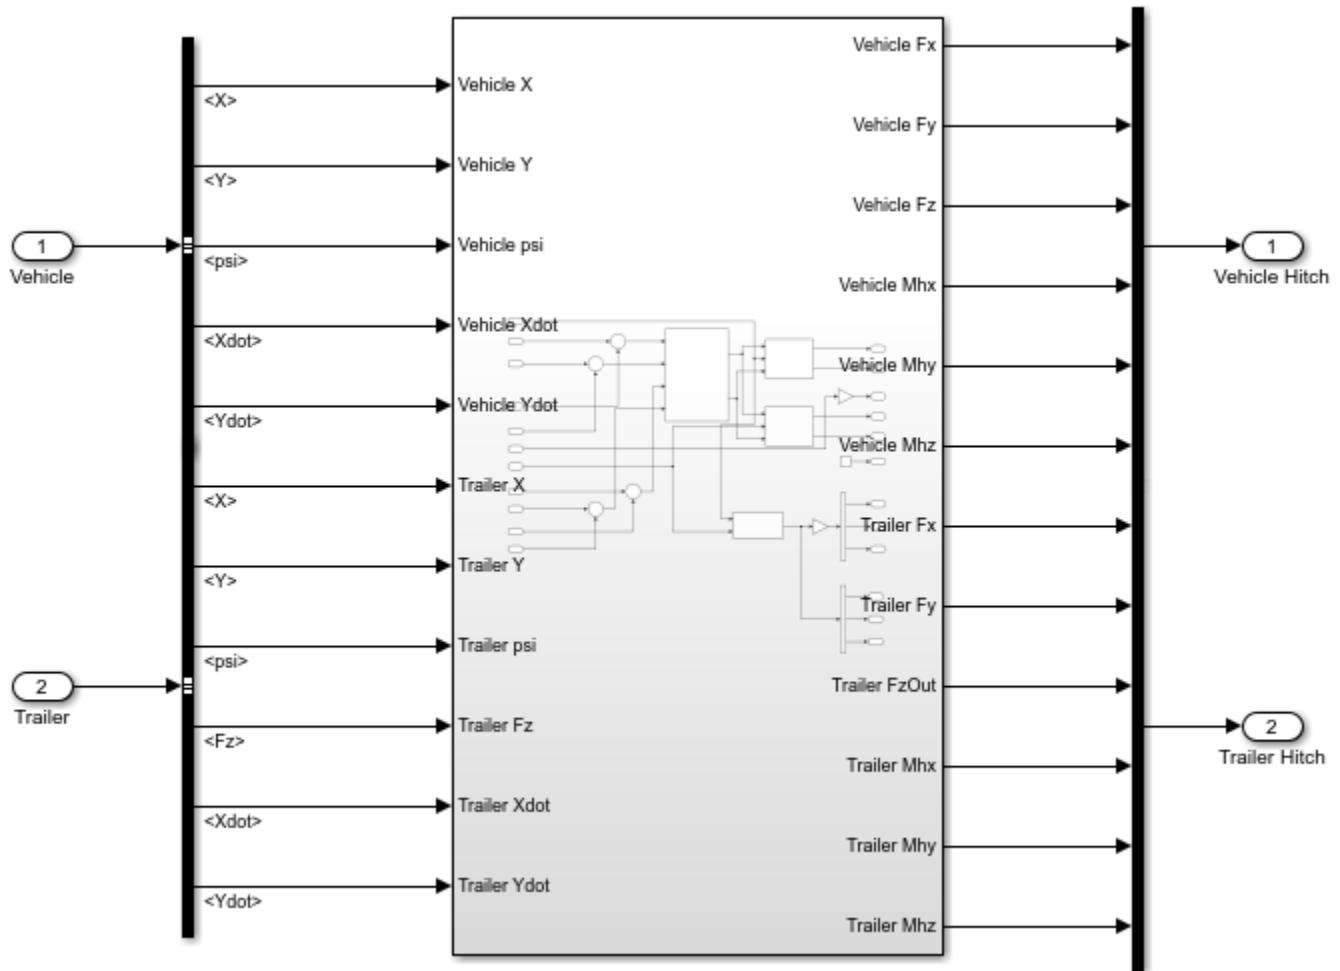 1
Vehicle
2
Trailer
<X>
<Y>
<psi>
<Xdot>
<Ydot>
<X>
<Y>
<psi>
<Fz>
<Xdot>
<Ydot>
Vehicle X
Vehicle Y
Vehicle psi
Vehicle Xdot
Vehicle Ydot
Trailer X
Trailer Y
Trailer psi
Trailer Fz
Trailer Xdot
Trailer Ydot
Vehicle Fx
Vehicle Fy
Vehicle Fz
Vehicle Mhx
Vehicle Mhy
Vehicle Mhz
Trailer Fx
Trailer Fy
Trailer FzOut
Trailer Mhx
Trailer Mhy
Trailer Mhz
1
Vehicle Hitch
2
Trailer Hitch